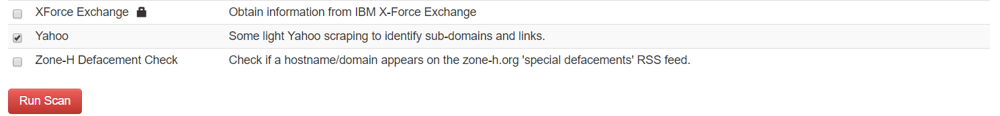 XForce Exchange Obtain information from IBM X-Force Exchange
Yahoo Some light Yahoo scraping to identify sub-domains and links.
Zone-H Defacement Check Check if a hostname/domain appears on the zone-h.org 'special defacements' RSS feed.
Run Scan